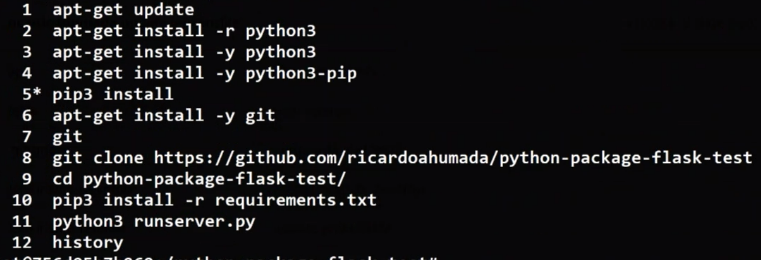 1 apt-get update
2 apt-get install -r python3
3 apt-get install -y python3
4 apt-get install -y python3-pip
5* pip3 install
6 apt-get install -y git
7 git
8 git clone https://github.com/ricardoahumada/python-package-flask-test
9 cd python-package-flask-test/
10 pip3 install -r requirements.txt
11 python3 runserver.py
12 history